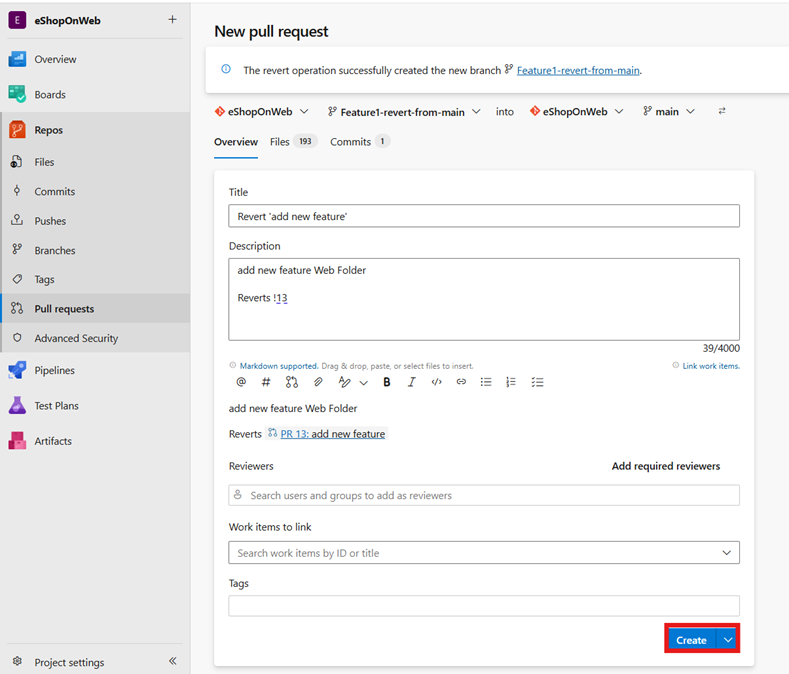 E eShopOnWeb +
Overview
Boards
Repos
Files
Commits
Pushes
Branches
Tags
Pull requests
Advanced Security
Pipelines
Test Plans
Artifacts
Project settings
New pull request
The revert operation successfully created the new branch Feature1-revert-from-main.
eShopOnWeb Feature1-revert-from-main into eShopOnWeb main
Overview Files 193 Commits 1
Title
Revert 'add new feature'
Description
add new feature Web Folder
Reverts !13
39/4000
Markdown supported. Drag & drop, paste, or select files to insert. Link work items.
@ # B I </>
add new feature Web Folder
Reverts PR 13: add new feature
Reviewers Add required reviewers
Search users and groups to add as reviewers
Work items to link
Search work items by ID or title
Tags
Create